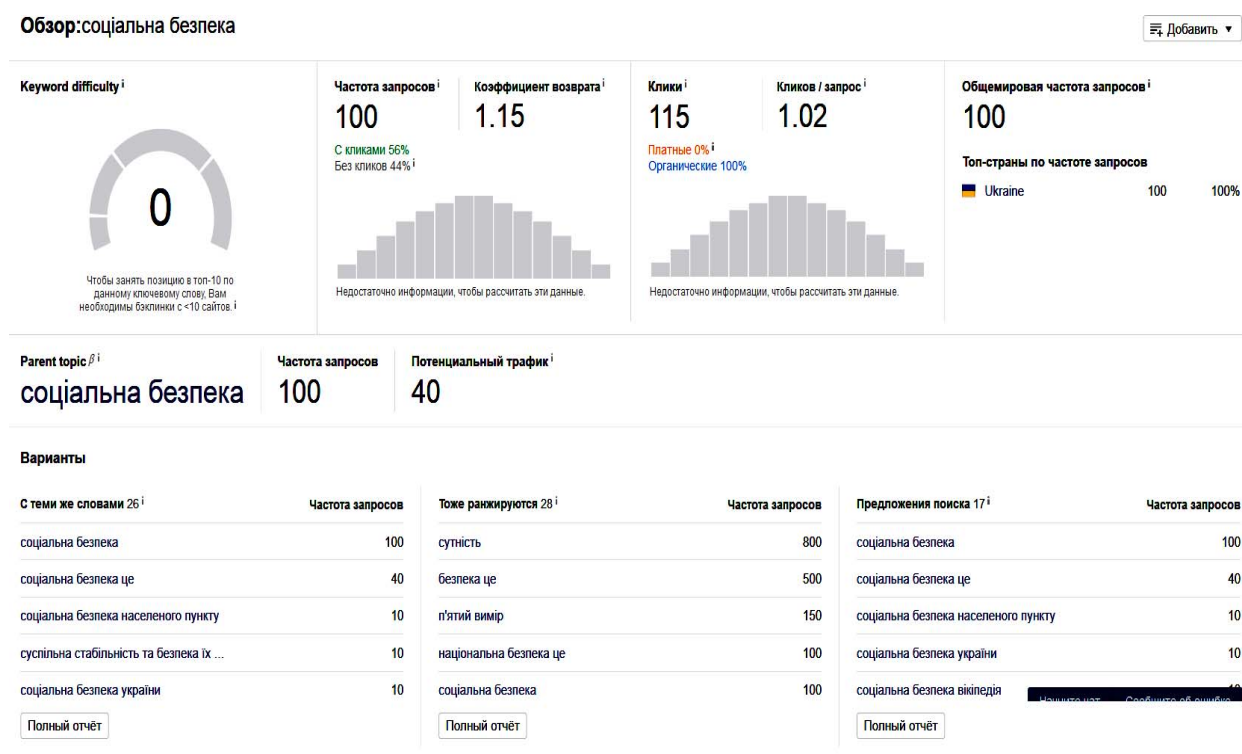 Обзор:соціальна безпека
Добавить ▼
Keyword difficulty i
0
Чтобы занять позицию в топ-10 по
данному ключевому слову, Вам
необходимы бэклинки с <10 сайтов. i
Частота запросов i
100
С кликами 56%
Без кликов 44% i
Недостаточно информации, чтобы рассчитать эти данные.
Коэффициент возврата i
1.15
Клики i
115
Платные 0% i
Органические 100%
Недостаточно информации, чтобы рассчитать эти данные.
Кликов / запрос i
1.02
Общемировая частота запросов i
100
Топ-страны по частоте запросов
Ukraine 100 100%
Parent topic β i
соціальна безпека
Частота запросов
100
Потенциальный трафик i
40
Варианты
С теми же словами 26 i Частота запросов
соціальна безпека 100
соціальна безпека це 40
соціальна безпека населеного пункту 10
суспільна стабільність та безпека їх ... 10
соціальна безпека україни 10
Полный отчёт
Тоже ранжируются 28 i Частота запросов
сутність 800
безпека це 500
п'ятий вимір 150
національна безпека це 100
соціальна безпека 100
Полный отчёт
Предложения поиска 17 i Частота запросов
соціальна безпека 100
соціальна безпека це 40
соціальна безпека населеного пункту 10
соціальна безпека україни 10
соціальна безпека вікіпедія
Полный отчёт